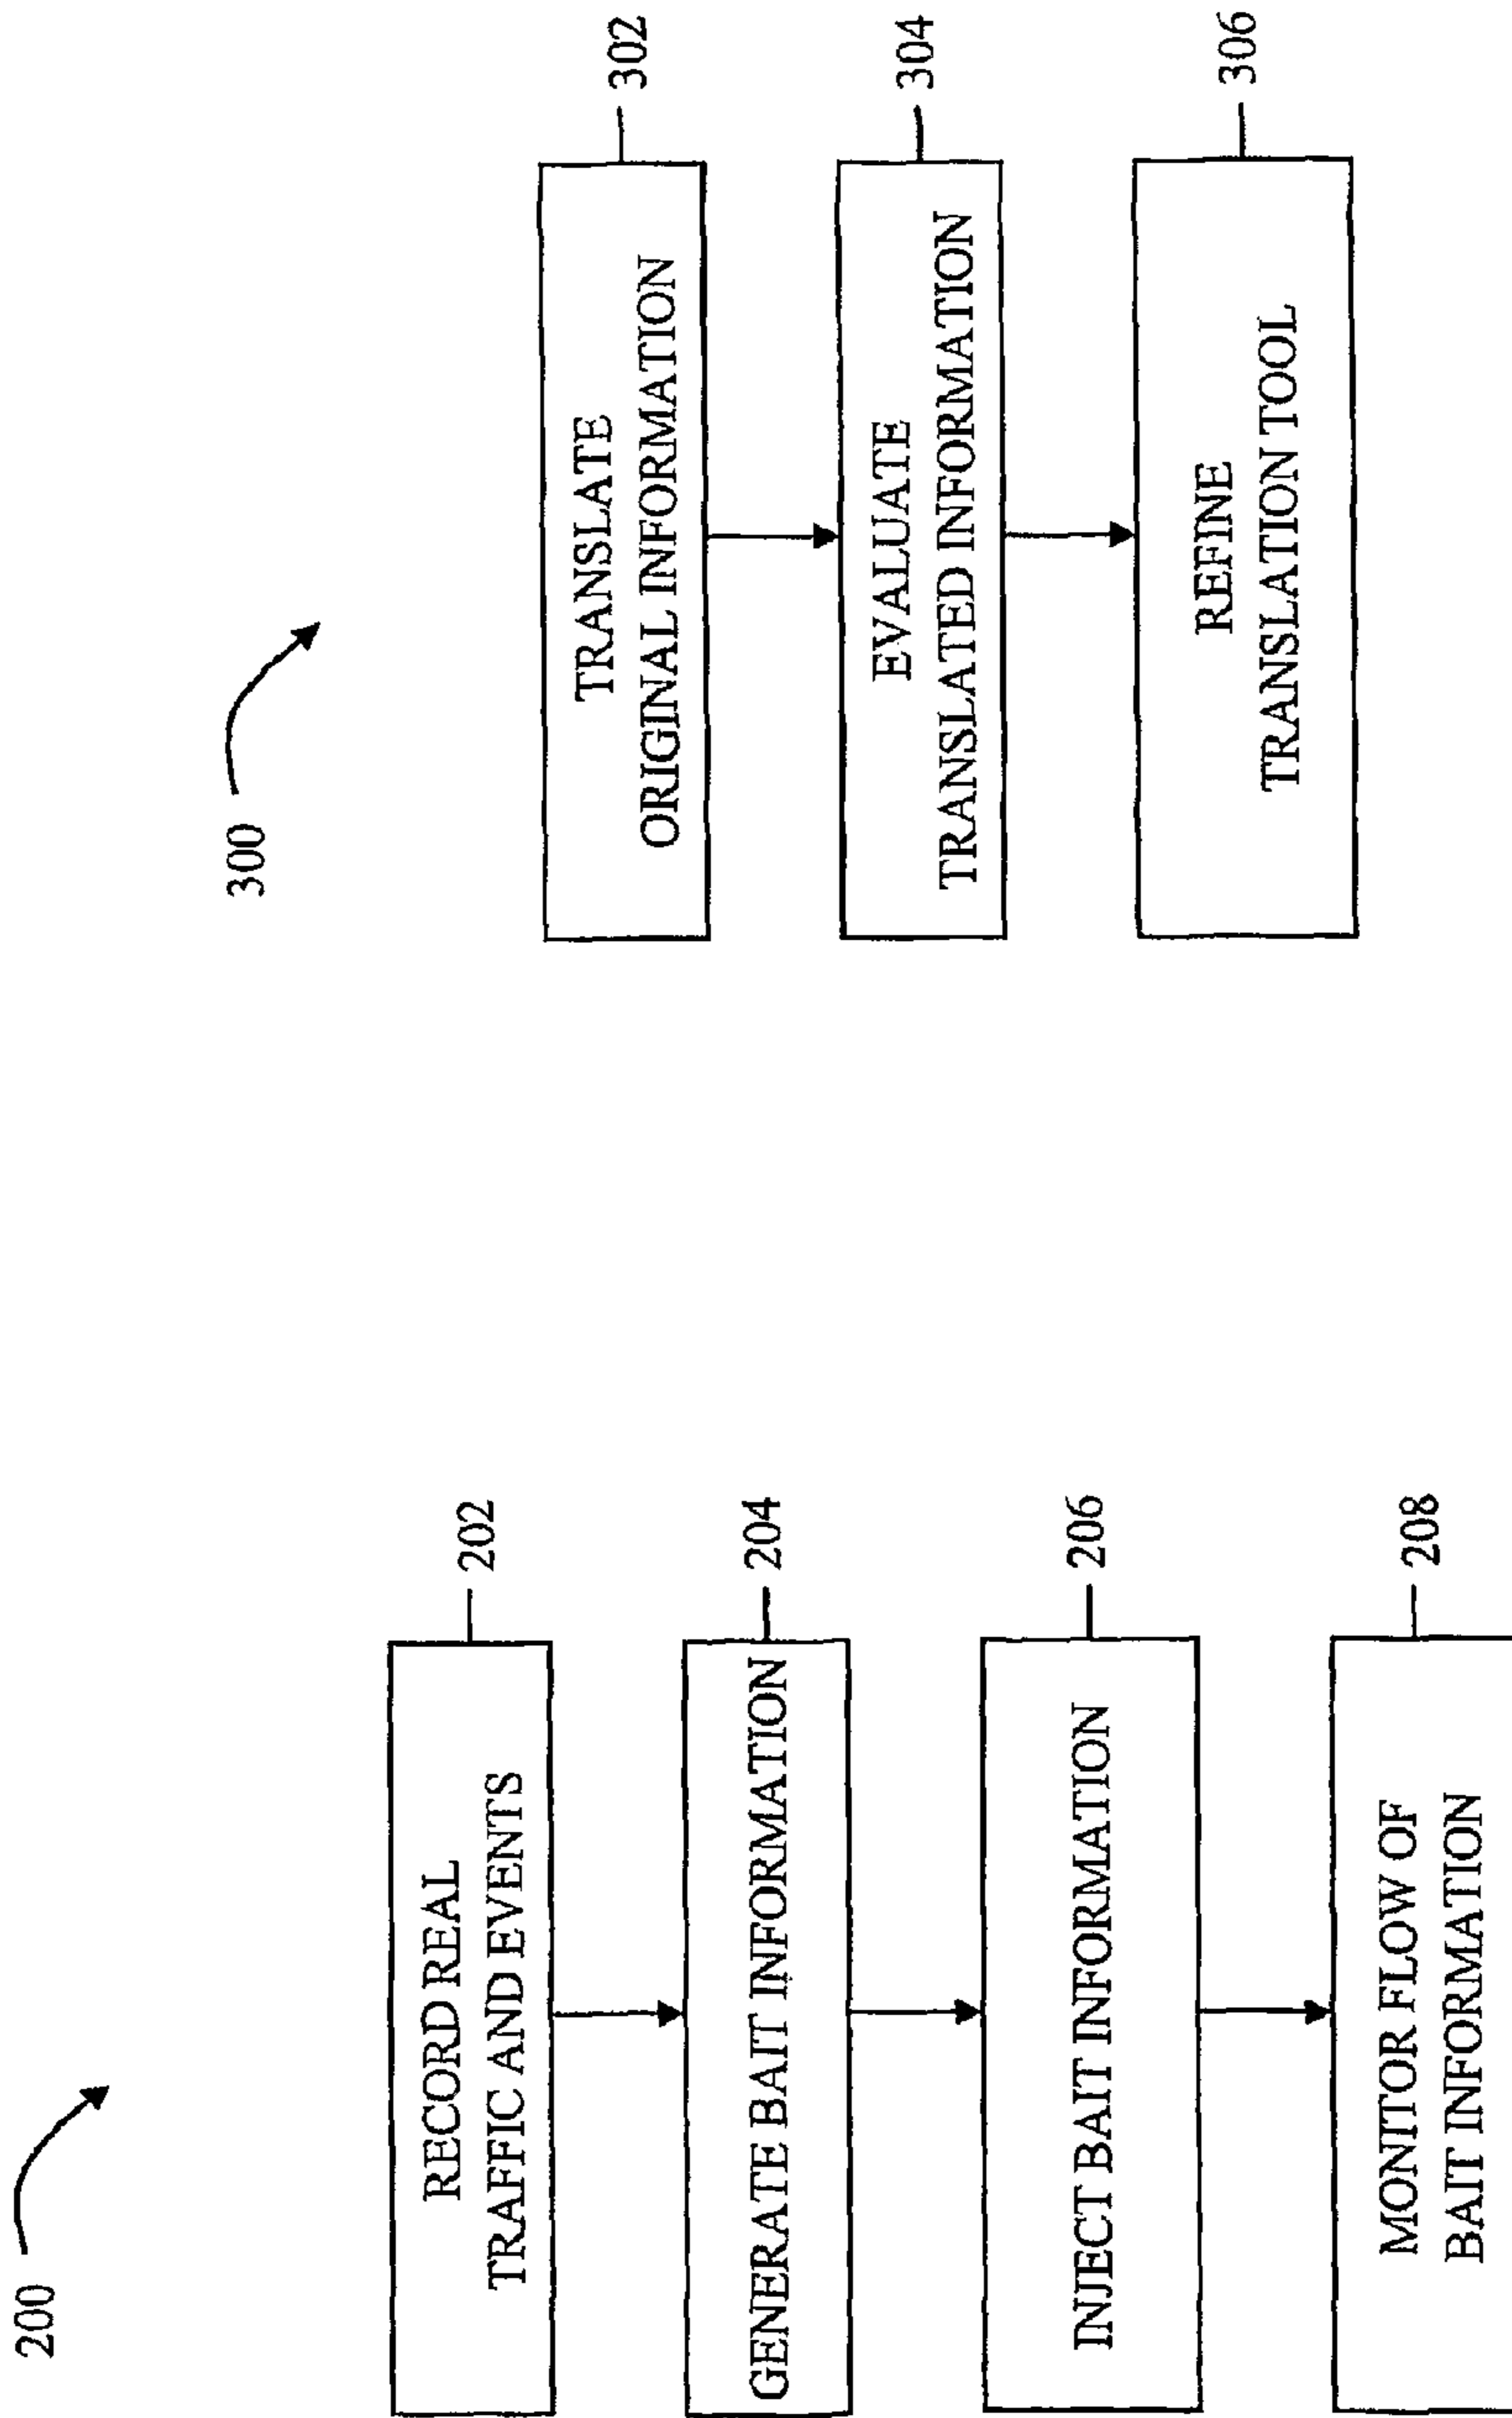 200
RECORD REAL
TRAFFIC AND EVENTS
202
GENERATE BAIT INFORMATION
204
INJECT BAIT INFORMATION
206
MONITOR FLOW OF
BAIT INFORMATION
208
300
TRANSLATE
ORIGINAL INFORMATION
302
EVALUATE
TRANSLATED INFORMATION
304
REFINE
TRANSLATION TOOL
306